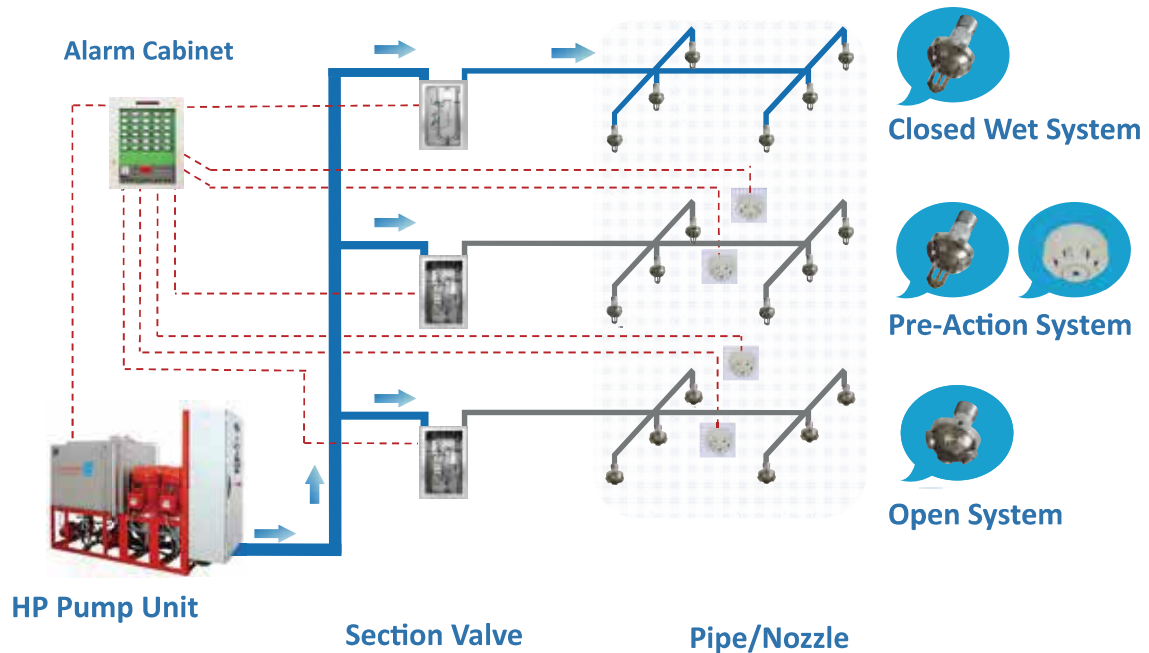 Alarm Cabinet
Closed Wet System
Pre-Action System
Open System
HP Pump Unit
Section Valve
Pipe/Nozzle